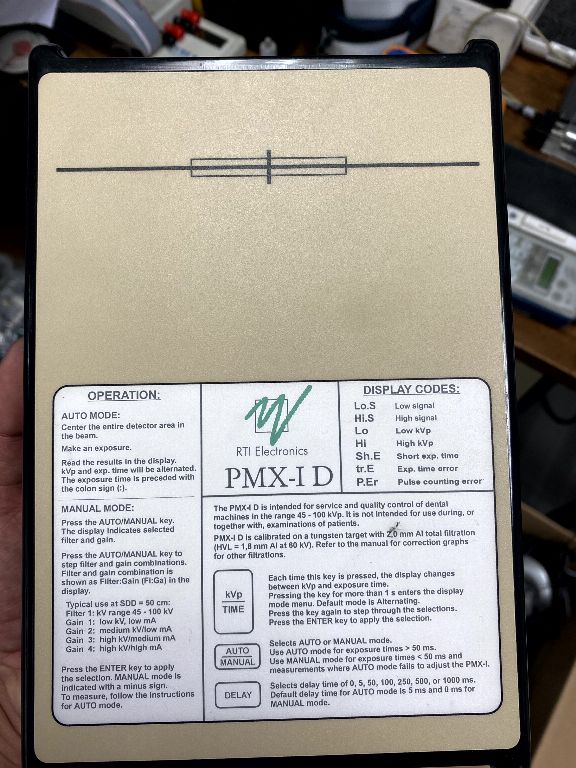 OPERATION:
AUTO MODE:
Center the entire detector area in
the beam.
Make an exposure.
Read the results in the display.
kVp and exp. time will be alternated.
The exposure time is preceded with
the colon sign (:).
MANUAL MODE:
Press the AUTO/MANUAL key.
The display indicates selected
filter and gain.
Press the AUTO/MANUAL key to
step filter and gain combinations.
Filter and gain combination is
shown as Filter:Gain (Fi:Ga) in the
display.
Typical use at SDD = 50 cm:
Filter 1: kV range 45 - 100 kV
Gain 1: low kV, low mA
Gain 2: medium kV/low mA
Gain 3: high kV/medium mA
Gain 4: high kV/high mA
Press the ENTER key to apply
the selection. MANUAL mode is
indicated with a minus sign.
To measure, follow the instructions
for AUTO mode.
RTI Electronics
PMX-I D
DISPLAY CODES:
Lo.S Low signal
Hi.S High signal
Lo Low kVp
Hi High kVp
Sh.E Short exp. time
tr.E Exp. time error
P.Er Pulse counting error
The PMX-I D is intended for service and quality control of dental
machines in the range 45 - 100 kVp. It is not intended for use during, or
together with, examinations of patients.
PMX-I D is calibrated on a tungsten target with 2,0 mm Al total filtration
(HVL = 1,8 mm Al at 60 kV). Refer to the manual for correction graphs
for other filtrations.
kVp
TIME
Each time this key is pressed, the display changes
between kVp and exposure time.
Pressing the key for more than 1 s enters the display
mode menu. Default mode is Alternating.
Press the key again to step through the selections.
Press the ENTER key to apply the selection.
AUTO
MANUAL
Selects AUTO or MANUAL mode.
Use AUTO mode for exposure times > 50 ms.
Use MANUAL mode for exposure times < 50 ms and
measurements where AUTO mode fails to adjust the PMX-I.
DELAY
Selects delay time of 0, 5, 50, 100, 250, 500, or 1000 ms.
Default delay time for AUTO mode is 5 ms and 0 ms for
MANUAL mode.